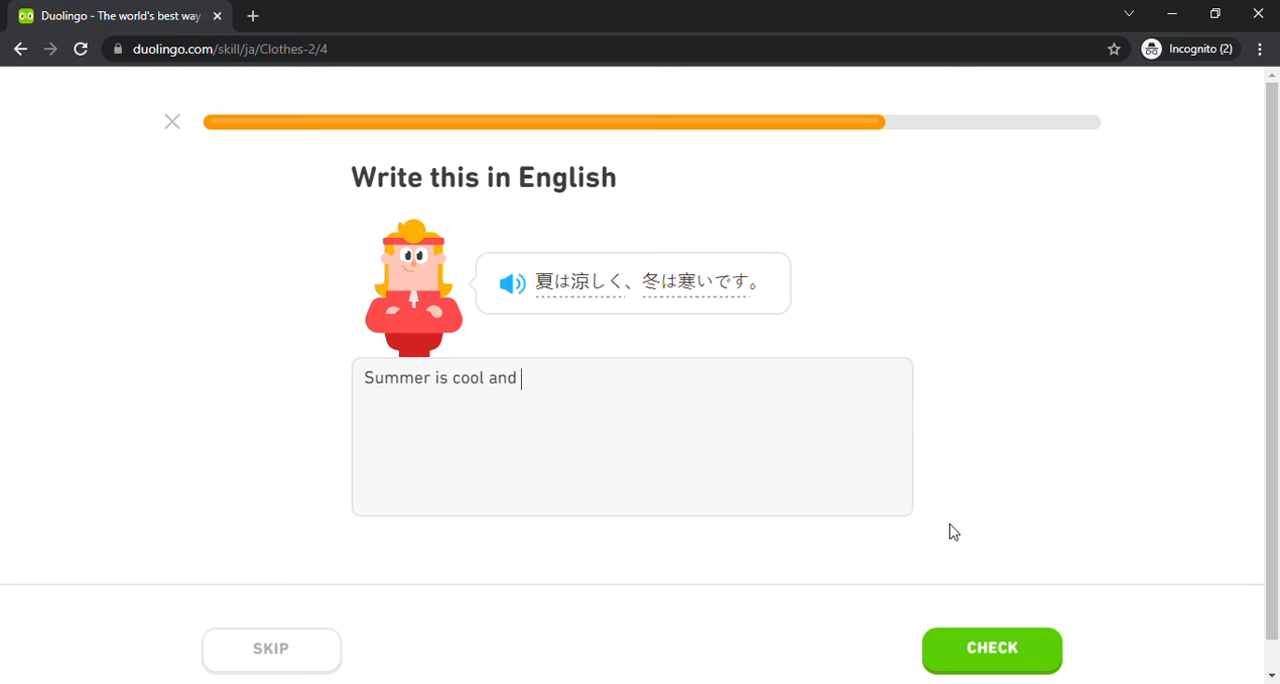 Duolingo - The world's best way
duolingo.com/skill/ja/Clothes-2/4
Incognito (2)
Write this in English
夏は涼しく、冬は寒いです。
Summer is cool and
SKIP
CHECK